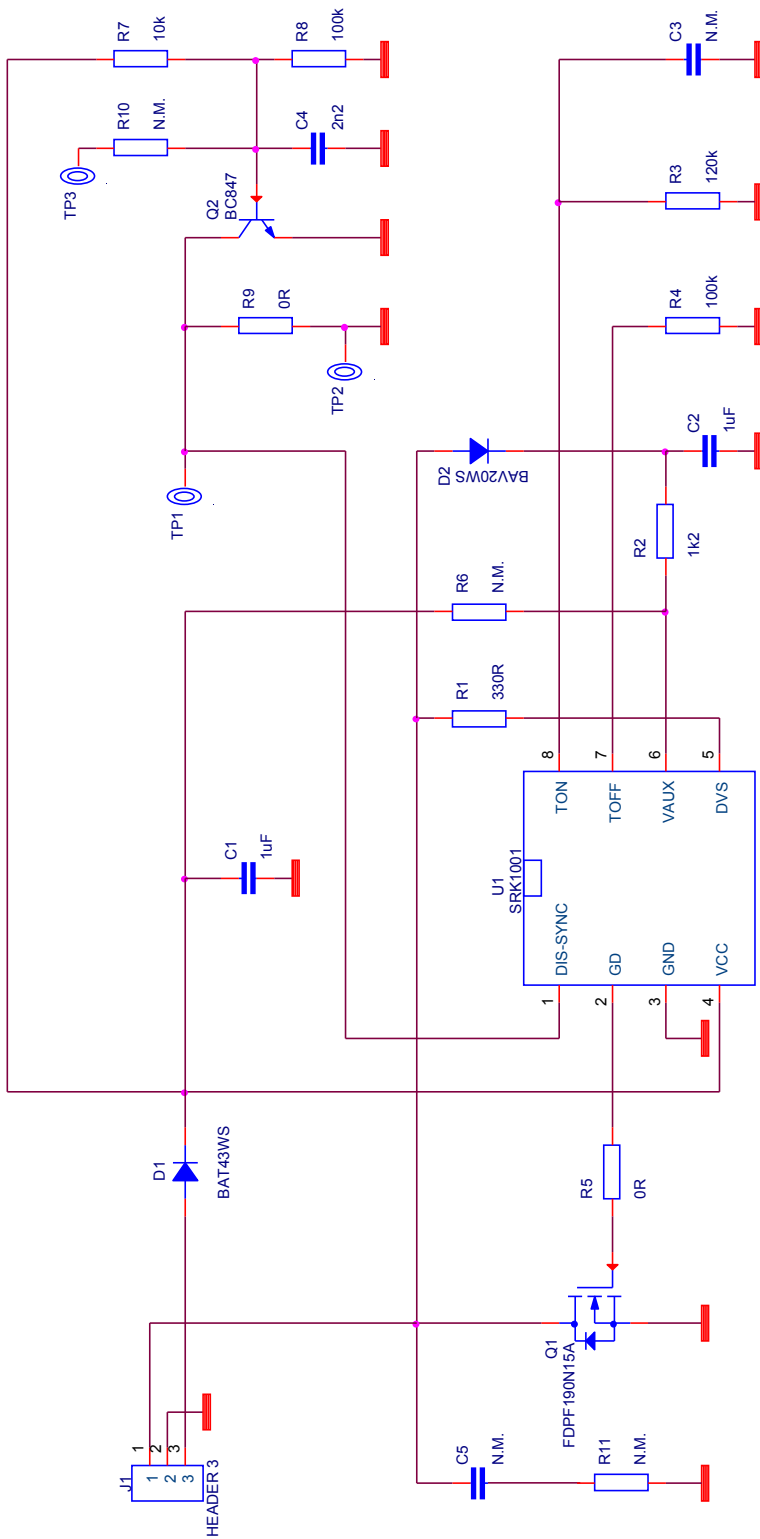 R7
10k
R8
100k
R10
N.M.
C4
2n2
TP3
Q2
BC847
R9
0R
TP2
TP1
C3
N.M.
R3
120k
R4
100k
D2
BAV20WS
C2
1uF
R2
1k2
R6
N.M.
R1
330R
C1
1uF
8
7
6
5
TON
TOFF
VAUX
DVS
U1
SRK1001
DIS-SYNC
GD
GND
VCC
1
2
3
4
D1
BAT43WS
R5
0R
Q1
FDPF190N15A
J1
HEADER 3
1
2
3
1
2
3
C5
N.M.
R11
N.M.